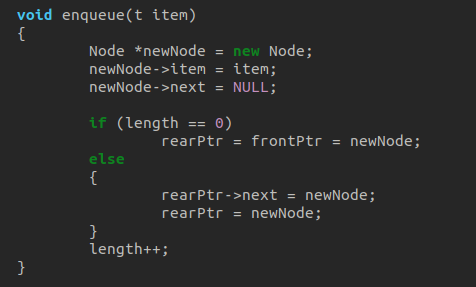 void enqueue(t item)
{
        Node *newNode = new Node;
        newNode->item = item;
        newNode->next = NULL;

        if (length == 0)
                rearPtr = frontPtr = newNode;
        else
        {
                rearPtr->next = newNode;
                rearPtr = newNode;
        }
        length++;
}